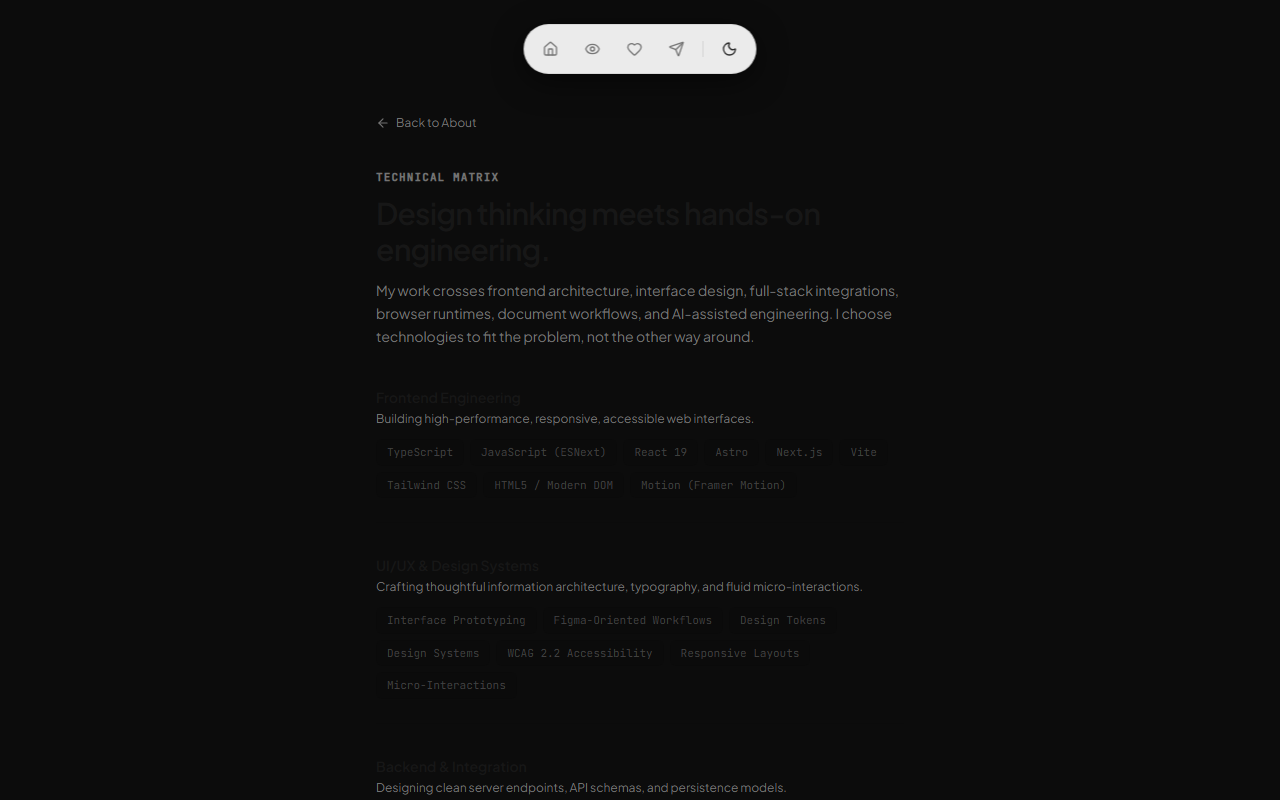 Back to About
TECHNICAL MATRIX
Design thinking meets hands-on
engineering.
My work crosses frontend architecture, interface design, full-stack integrations,
browser runtimes, document workflows, and AI-assisted engineering. I choose
technologies to fit the problem, not the other way around.
Frontend Engineering
Building high-performance, responsive, accessible web interfaces.
TypeScript JavaScript (ESNext) React 19 Astro Next.js Vite
Tailwind CSS HTML5 / Modern DOM Motion (Framer Motion)
UI/UX & Design Systems
Crafting thoughtful information architecture, typography, and fluid micro-interactions.
Interface Prototyping Figma-Oriented Workflows Design Tokens
Design Systems WCAG 2.2 Accessibility Responsive Layouts
Micro-Interactions
Backend & Integration
Designing clean server endpoints, API schemas, and persistence models.